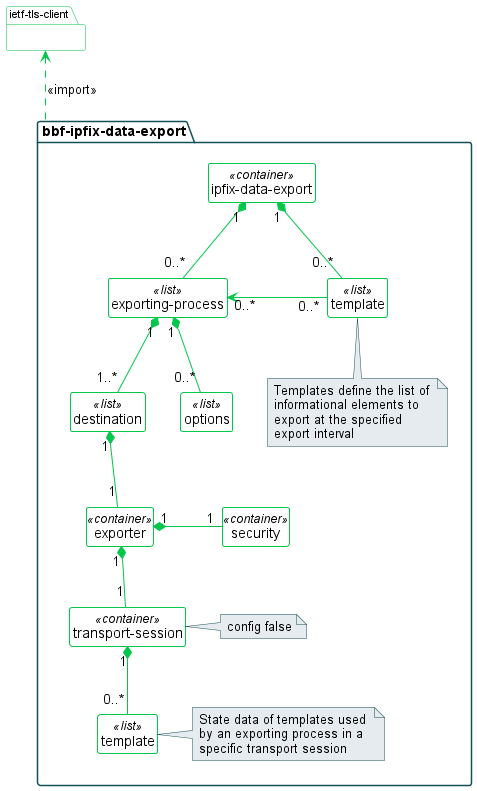 ietf-tls-client
«import»
bbf-ipfix-data-export
«container»
ipfix-data-export
1
1
0..*
0..*
«list»
exporting-process
0..*
0..*
«list»
template
1
1
1..*
0..*
«list»
destination
«list»
options
Templates define the list of
informational elements to
export at the specified
export interval
1
1
«container»
exporter
1
1
«container»
security
1
1
«container»
transport-session
config false
1
0..*
«list»
template
State data of templates used
by an exporting process in a
specific transport session